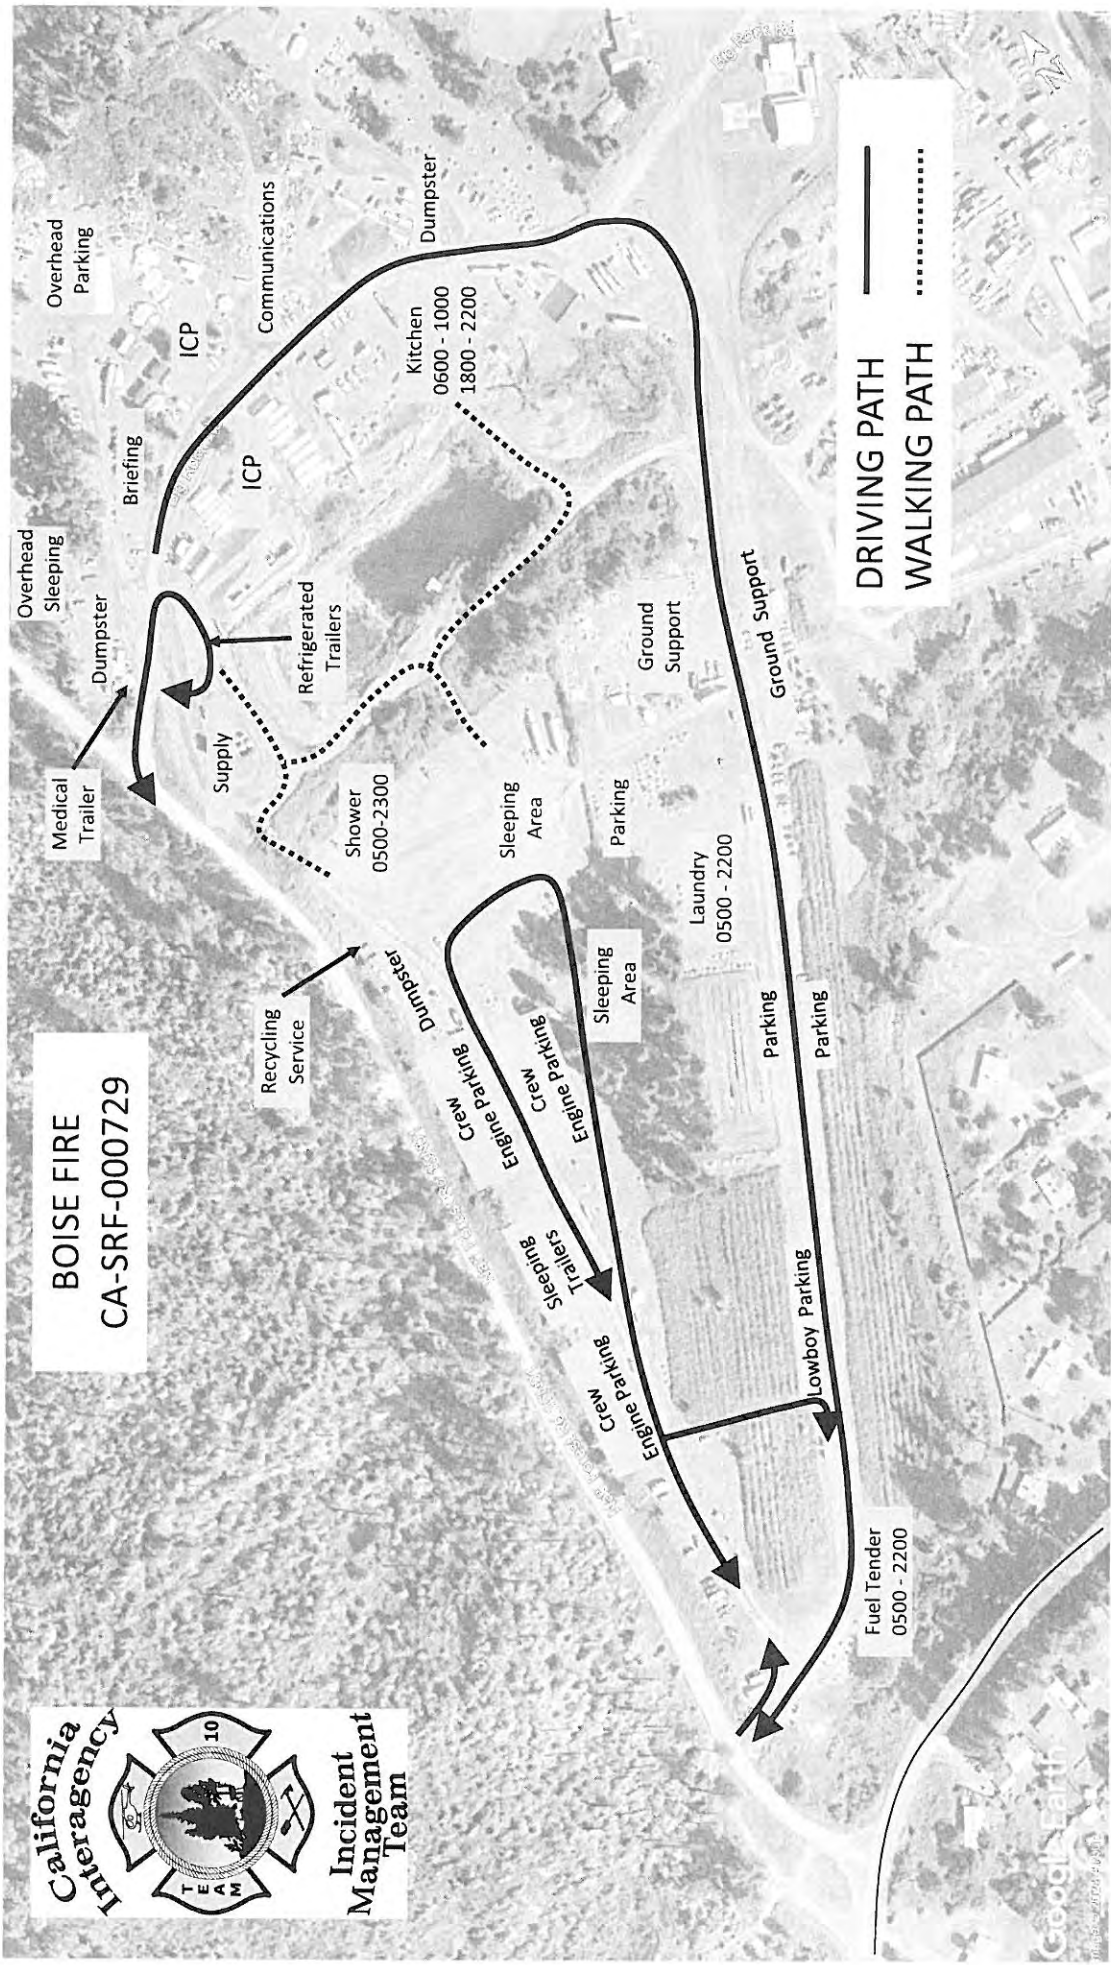 BOISE FIRE
CA-SRF-000729
California
Interagency
TEAM
10
Incident
Management
Team
Medical
Trailer
Overhead
Sleeping
Dumpster
Briefing
Overhead
Parking
ICP
ICP
Communications
Dumpster
Kitchen
0600 - 1000
1800 - 2200
Refrigerated
Trailers
Supply
Shower
0500-2300
Recycling
Service
Dumpster
Crew
Engine Parking
Crew
Engine Parking
Sleeping
Trailers
Crew
Engine Parking
Sleeping
Area
Sleeping
Area
Parking
Ground
Support
Ground Support
Laundry
0500 - 2200
Parking
Parking
Lowboy Parking
Fuel Tender
0500 - 2200
DRIVING PATH
WALKING PATH
N
Google Earth